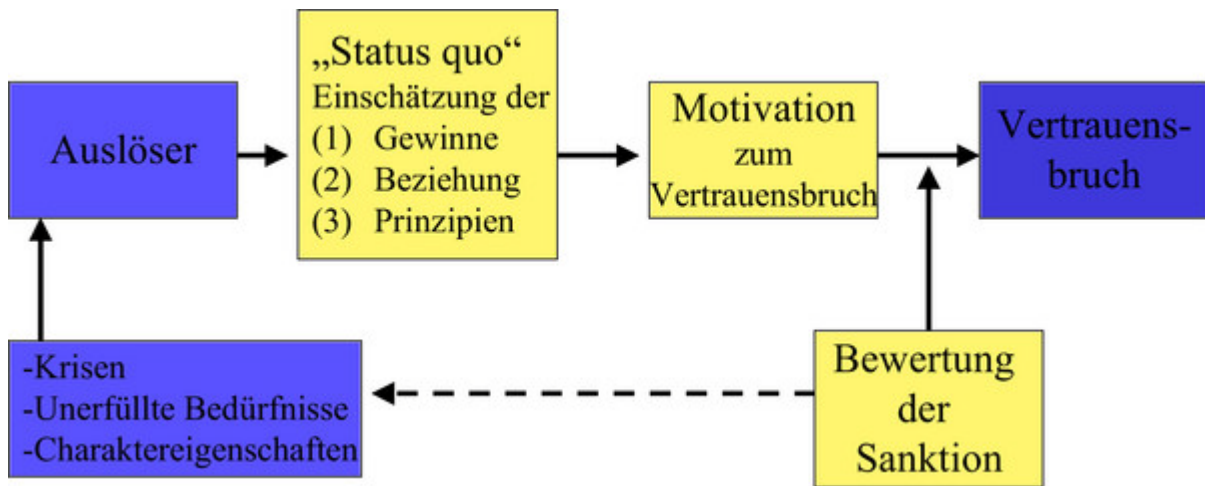 Auslöser
„Status quo“
Einschätzung der
(1) Gewinne
(2) Beziehung
(3) Prinzipien
Motivation
zum
Vertrauensbruch
Vertrauens-
bruch
-Krisen
-Unerfüllte Bedürfnisse
-Charaktereigenschaften
Bewertung
der
Sanktion